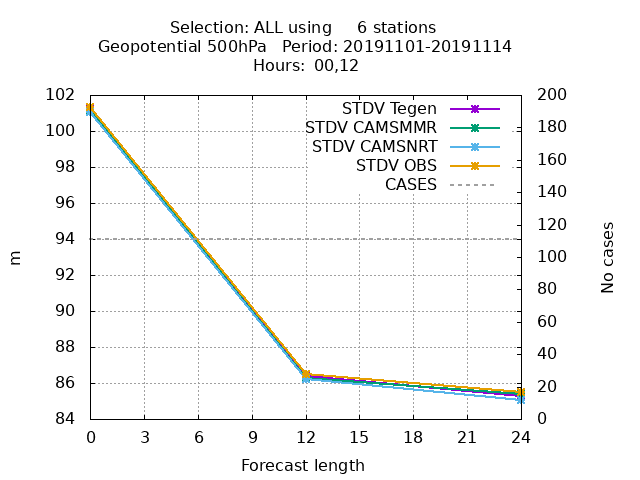 Selection: ALL using     6 stations
Geopotential 500hPa   Period: 20191101-20191114
Hours: 00,12
STDV Tegen
STDV CAMSMMR
STDV CAMSNRT
STDV OBS
CASES
102
100
98
96
94
92
90
88
86
84
m
200
180
160
140
120
100
80
60
40
20
0
No cases
0 3 6 9 12 15 18 21 24
Forecast length